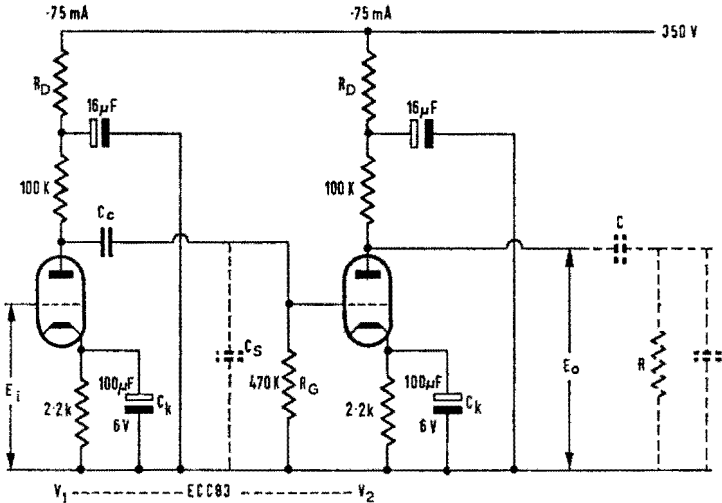 ·75 mA ·75 mA
350 V
R_D R_D
16µF 16µF
100 K 100 K
C_c C
C_S
E_i 100µF 470K R_G 100µF E_o R
2·2k C_k 2·2k C_k
6V 6V
V_1 ECC83 V_2